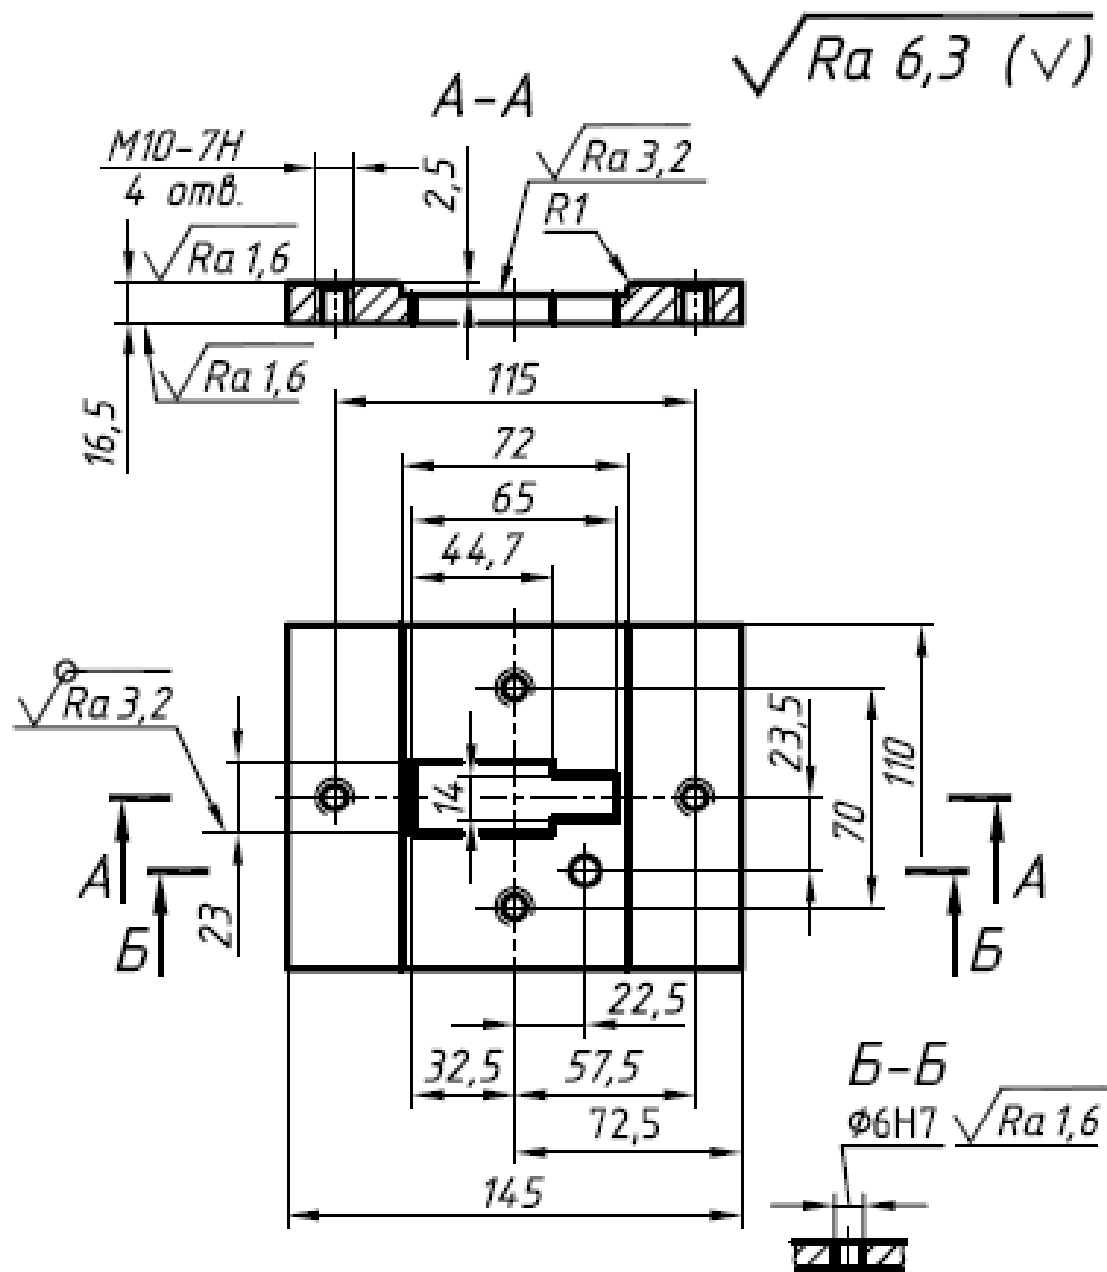 Ra 6,3 (√)
А-А
М10-7Н
4 отв.
2,5
Ra 3,2
R1
Ra 1,6
Ra 1,6
16,5
115
72
65
44,7
Ra 3,2
14
23
23,5
70
110
А
А
Б
Б
22,5
32,5
57,5
72,5
145
Б-Б
Ф6Н7
Ra 1,6